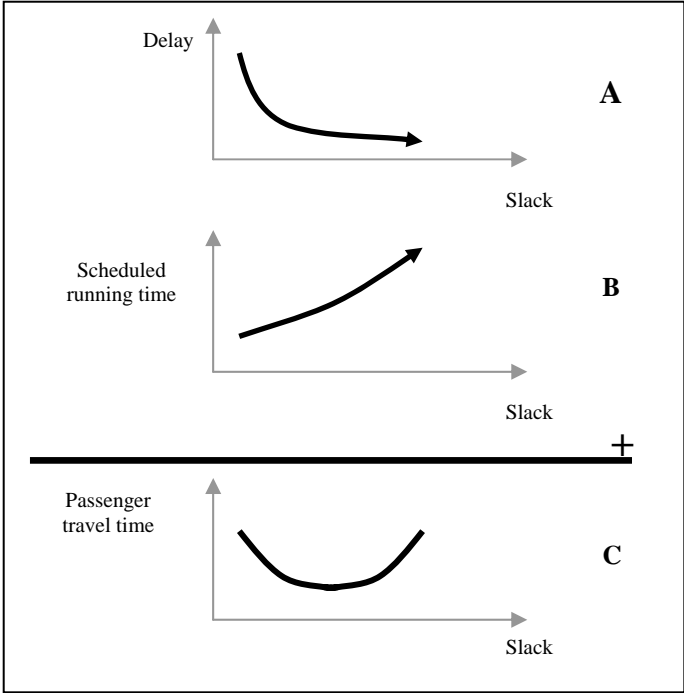 Delay
A
Slack
Scheduled
running time
B
Slack
+
Passenger
travel time
C
Slack